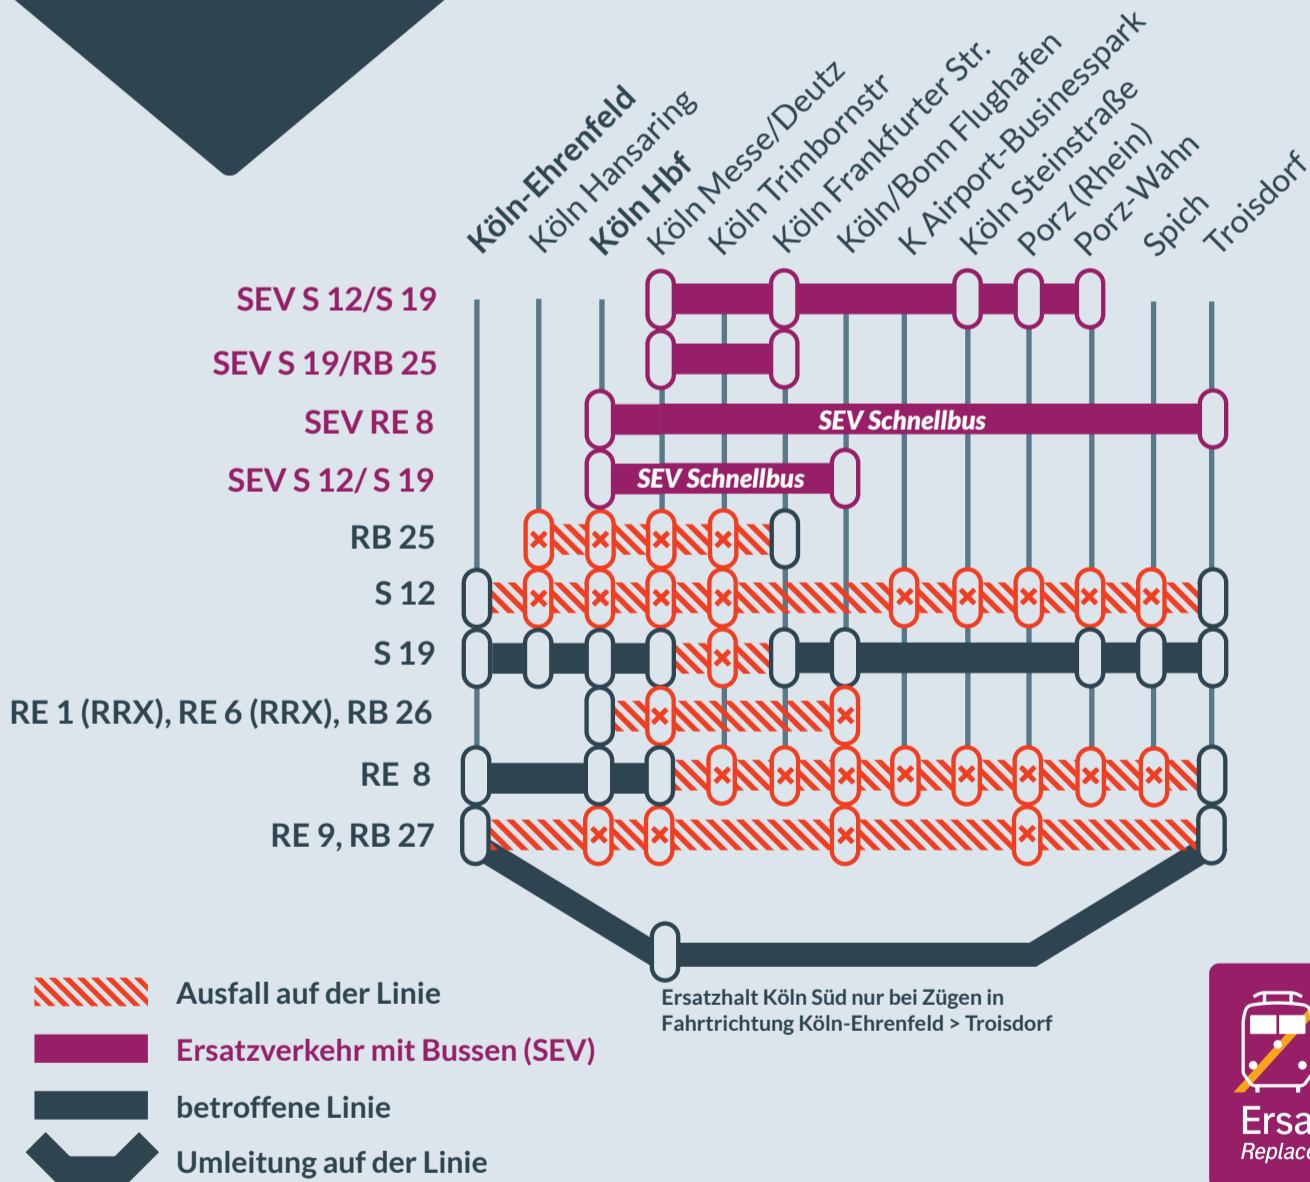 Köln-Ehrenfeld
Köln Hansaring
Köln Hbf
Köln Messe/Deutz
Köln Trimbornstr
Köln Frankfurter Str.
Köln/Bonn Flughafen
K Airport-Businesspark
Köln Steinstraße
Porz (Rhein)
Porz-Wahn
Spich
Troisdorf
SEV S 12/S 19
SEV S 19/RB 25
SEV RE 8
SEV Schnellbus
SEV S 12/ S 19
SEV Schnellbus
RB 25
S 12
S 19
RE 1 (RRX), RE 6 (RRX), RB 26
RE 8
RE 9, RB 27
Ersatzhalt Köln Süd nur bei Zügen in
Fahrtrichtung Köln-Ehrenfeld > Troisdorf
Ausfall auf der Linie
Ersatzverkehr mit Bussen (SEV)
betroffene Linie
Umleitung auf der Linie
Ersa
Replace